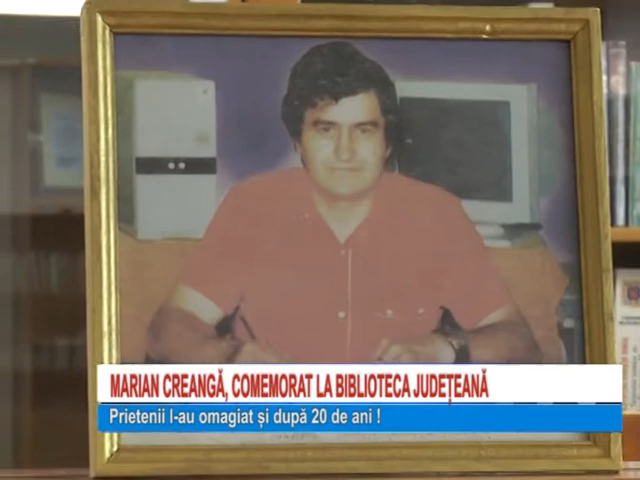 MARIAN CREANGĂ, COMEMORAT LA BIBLIOTECA JUDEȚEANĂ
Prietenii l-au omagiat și după 20 de ani !